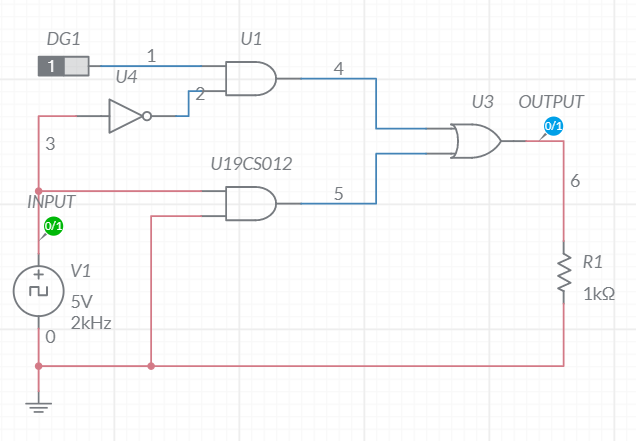 DG1
1
1
U4
U1
2
4
U3
OUTPUT
0/1
3
U19CS012
5
6
INPUT
0/1
V1
5V
2kHz
R1
1kΩ
0